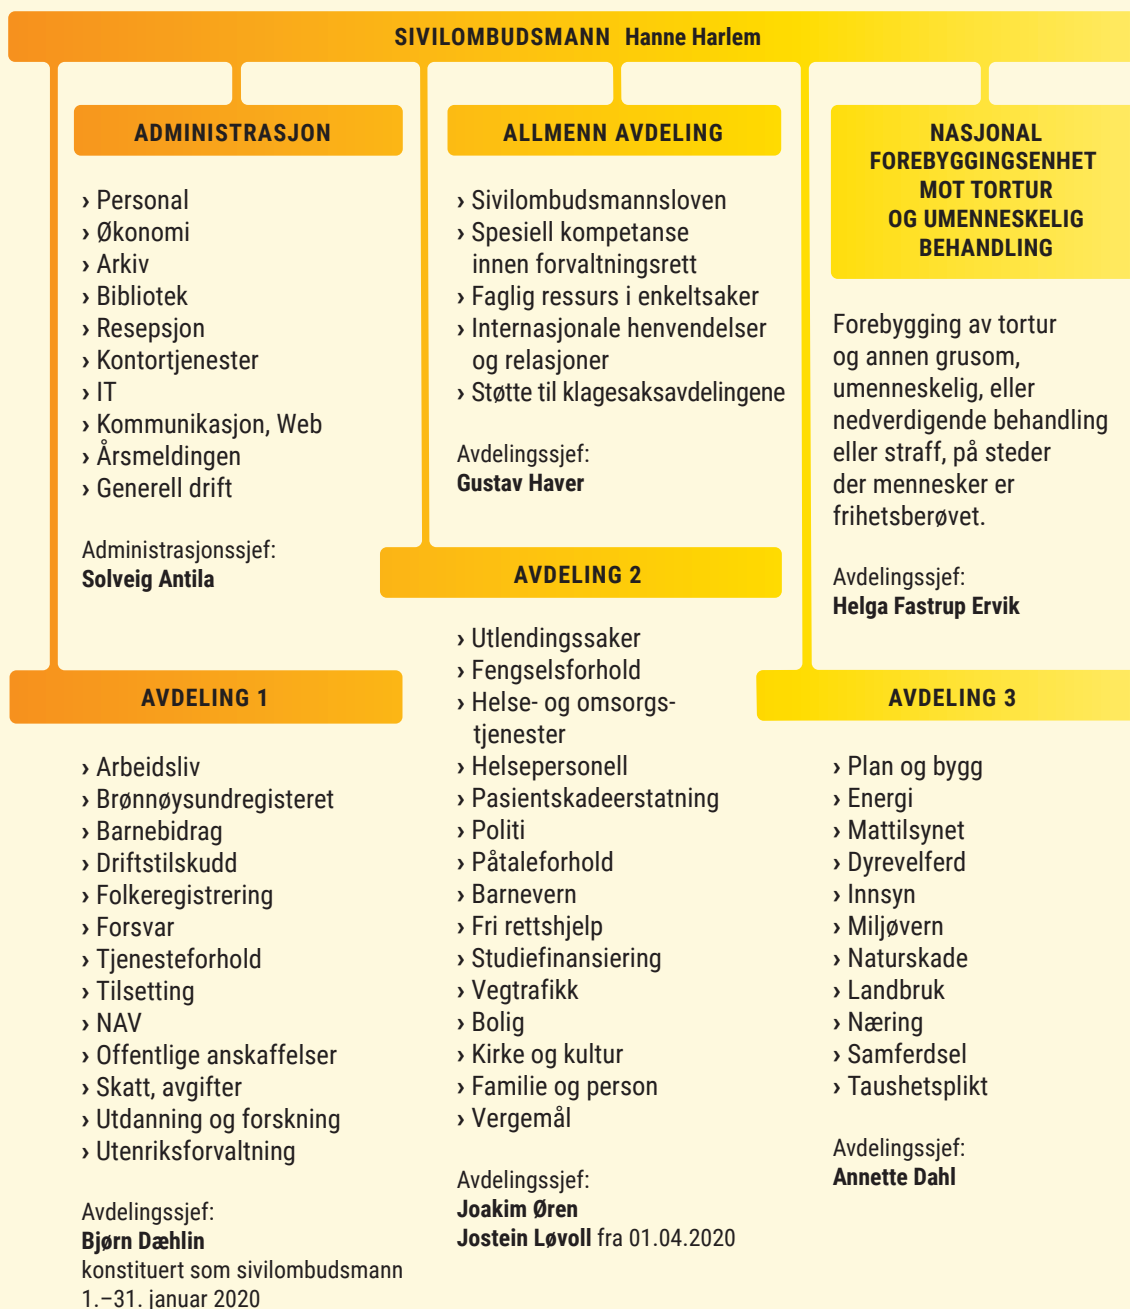 SIVILOMBUDSMANN Hanne Harlem
ADMINISTRASJON
› Personal
› Økonomi
› Arkiv
› Bibliotek
› Resepsjon
› Kontortjenester
› IT
› Kommunikasjon, Web
› Årsmeldingen
› Generell drift
Administrasjonssjef:
Solveig Antila
ALLMENN AVDELING
› Sivilombudsmannsloven
› Spesiell kompetanse
innen forvaltningsrett
› Faglig ressurs i enkeltsaker
› Internasjonale henvendelser
og relasjoner
› Støtte til klagesaksavdelingene
Avdelingssjef:
Gustav Haver
NASJONAL
FOREBYGGINGSENHET
MOT TORTUR
OG UMENNESKELIG
BEHANDLING
Forebygging av tortur
og annen grusom,
umenneskelig, eller
nedverdigende behandling
eller straff, på steder
der mennesker er
frihetsberøvet.
Avdelingssjef:
Helga Fastrup Ervik
AVDELING 1
› Arbeidsliv
› Brønnøysundregisteret
› Barnebidrag
› Driftstilskudd
› Folkeregistrering
› Forsvar
› Tjenesteforhold
› Tilsetting
› NAV
› Offentlige anskaffelser
› Skatt, avgifter
› Utdanning og forskning
› Utenriksforvaltning
Avdelingssjef:
Bjørn Dæhlin
konstituert som sivilombudsmann
1.–31. januar 2020
AVDELING 2
› Utlendingssaker
› Fengselsforhold
› Helse- og omsorgs-
tjenester
› Helsepersonell
› Pasientskadeerstatning
› Politi
› Påtaleforhold
› Barnevern
› Fri rettshjelp
› Studiefinansiering
› Vegtrafikk
› Bolig
› Kirke og kultur
› Familie og person
› Vergemål
Avdelingssjef:
Joakim Øren
Jostein Løvoll fra 01.04.2020
AVDELING 3
› Plan og bygg
› Energi
› Mattilsynet
› Dyrevelferd
› Innsyn
› Miljøvern
› Naturskade
› Landbruk
› Næring
› Samferdsel
› Taushetsplikt
Avdelingssjef:
Annette Dahl